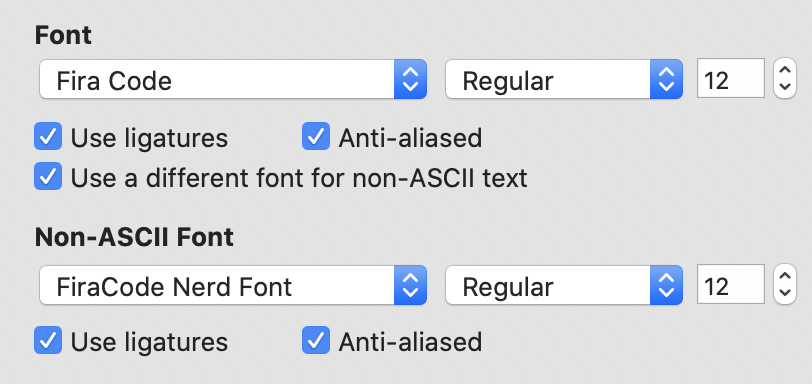 Font
Fira Code Regular 12
Use ligatures Anti-aliased
Use a different font for non-ASCII text
Non-ASCII Font
FiraCode Nerd Font Regular 12
Use ligatures Anti-aliased